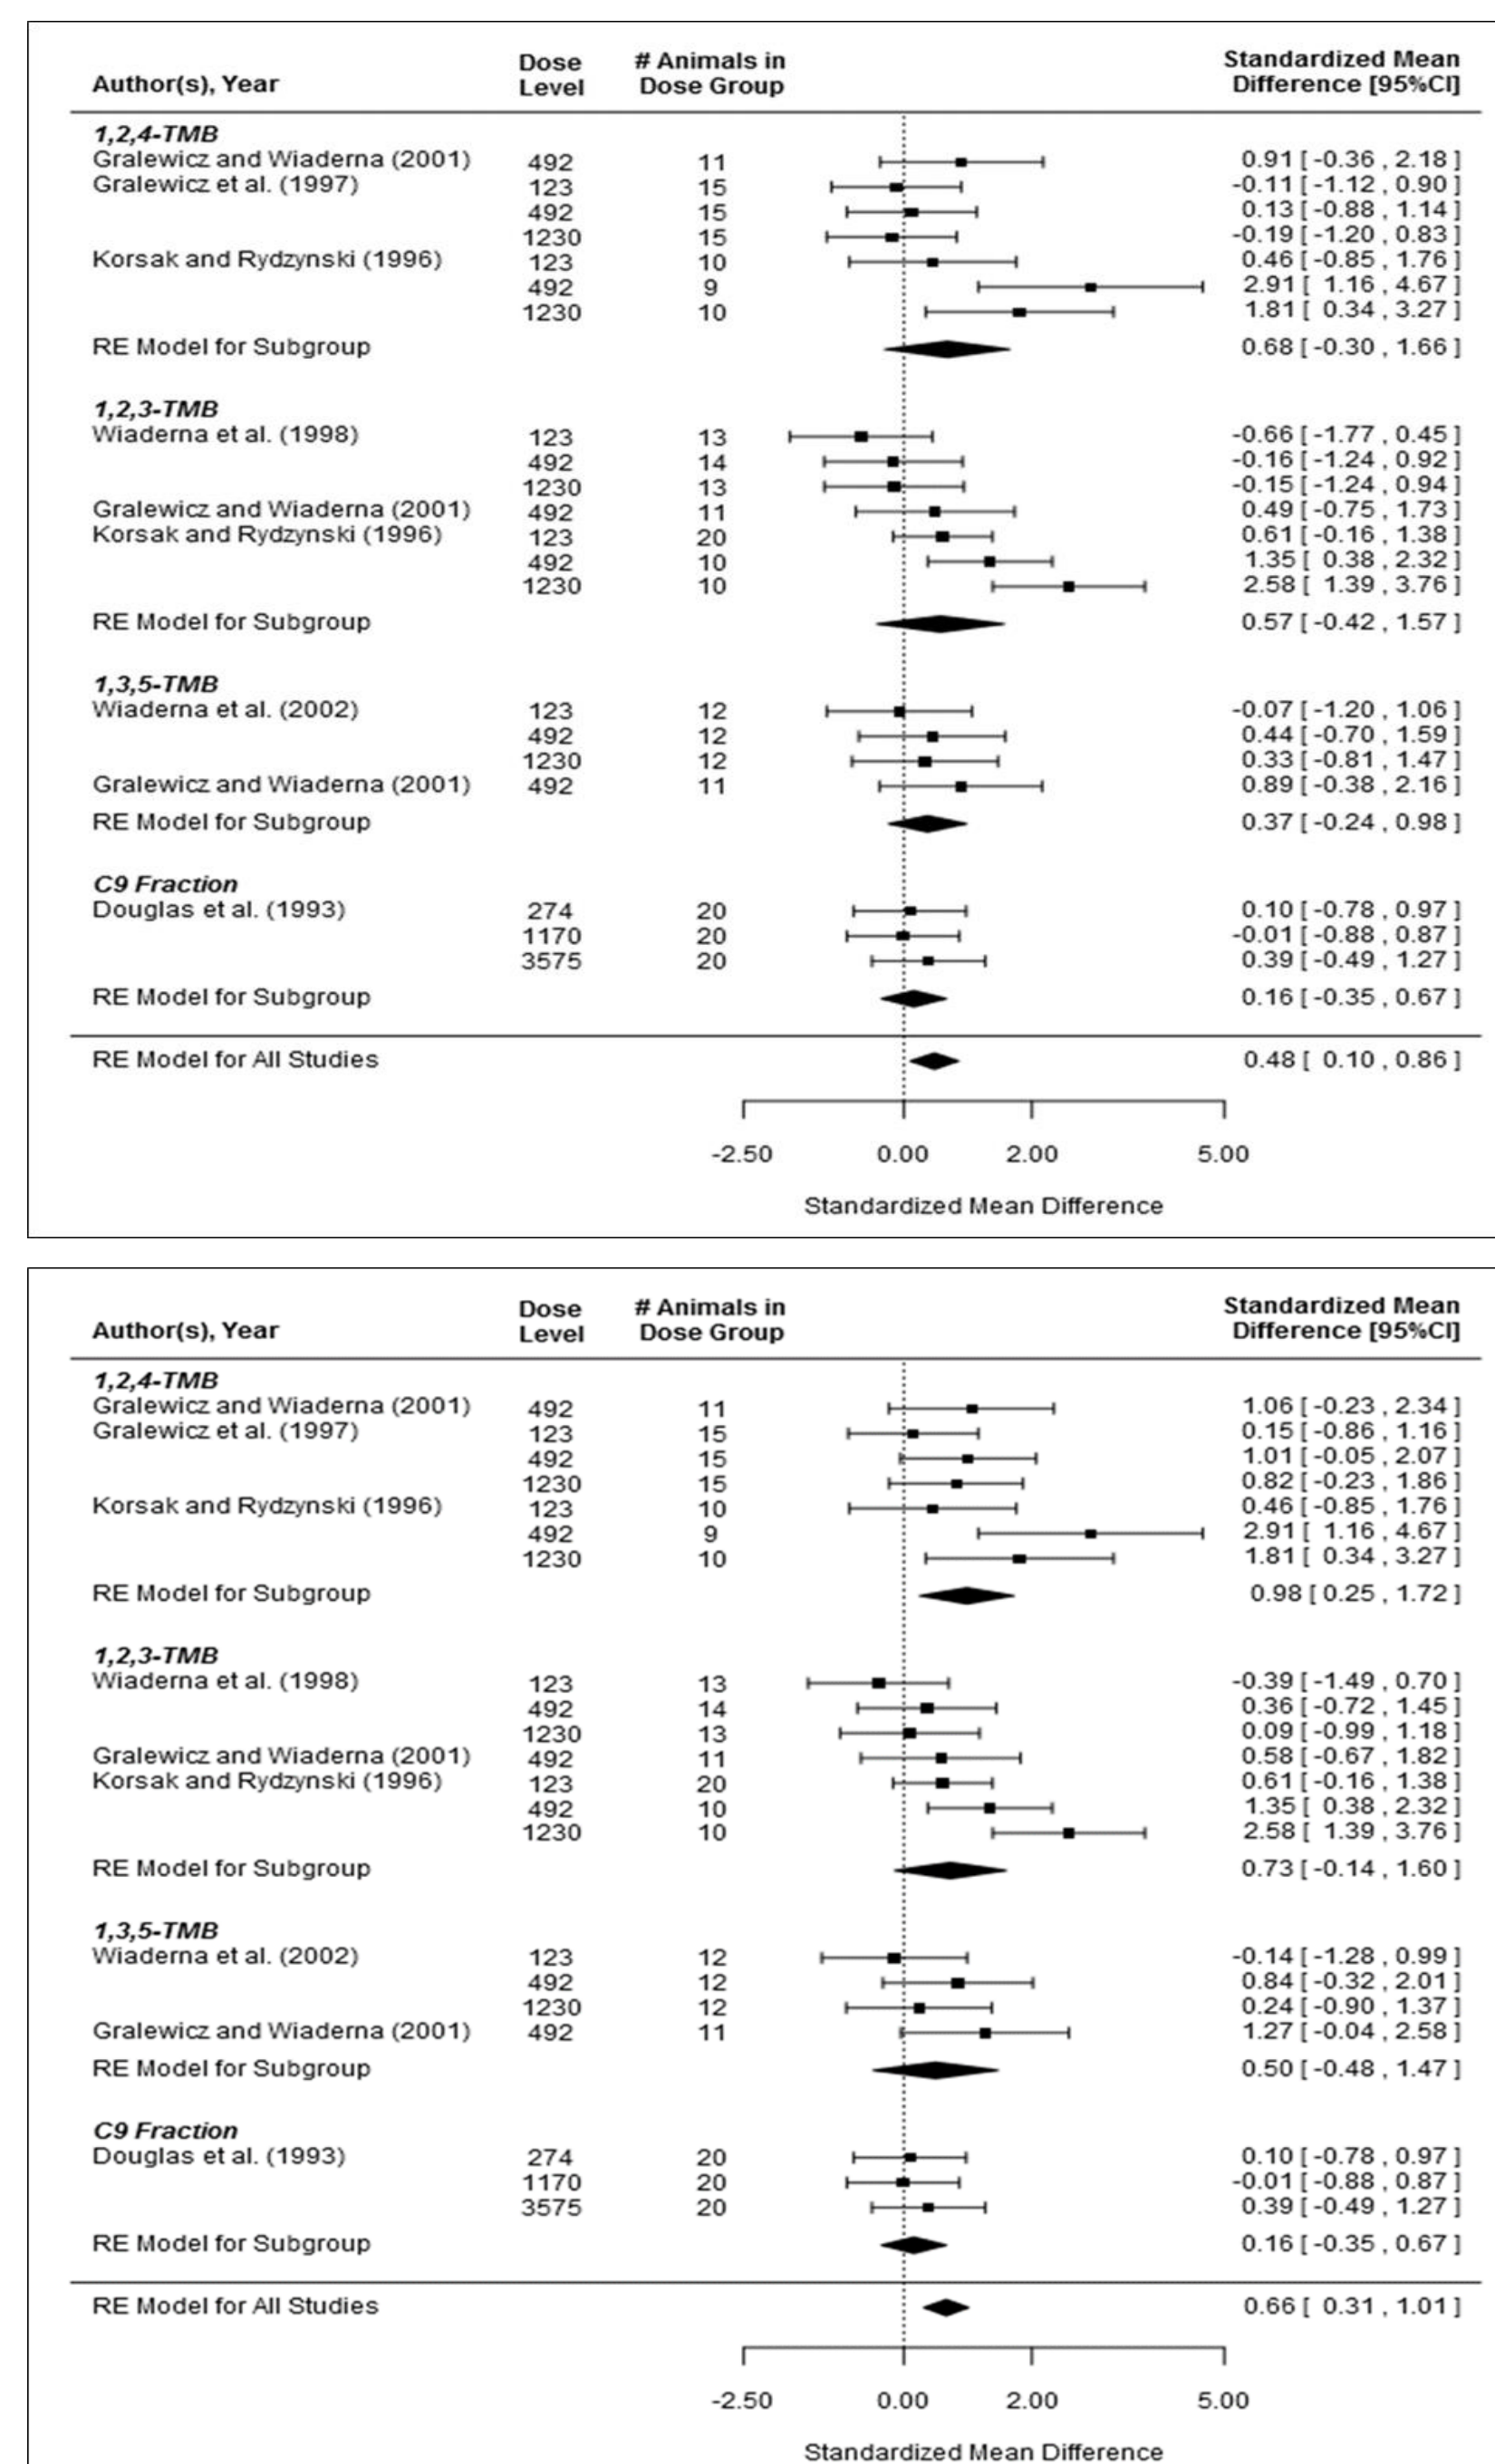 Author(s), Year Dose Level # Animals in Dose Group Standardized Mean Difference [95%CI]
1,2,4-TMB
Gralewicz and Wiaderna (2001) 492 11 0.91 [ -0.36 , 2.18 ]
Gralewicz et al. (1997) 123 15 -0.11 [ -1.12 , 0.90 ]
492 15 0.13 [ -0.88 , 1.14 ]
1230 15 -0.19 [ -1.20 , 0.83 ]
Korsak and Rydzynski (1996) 123 10 0.46 [ -0.85 , 1.76 ]
492 9 2.91 [ 1.16 , 4.67 ]
1230 10 1.81 [ 0.34 , 3.27 ]
RE Model for Subgroup 0.68 [ -0.30 , 1.66 ]
1,2,3-TMB
Wiaderna et al. (1998) 123 13 -0.66 [ -1.77 , 0.45 ]
492 14 -0.16 [ -1.24 , 0.92 ]
1230 13 -0.15 [ -1.24 , 0.94 ]
Gralewicz and Wiaderna (2001) 492 11 0.49 [ -0.75 , 1.73 ]
Korsak and Rydzynski (1996) 123 20 0.61 [ -0.16 , 1.38 ]
492 10 1.35 [ 0.38 , 2.32 ]
1230 10 2.58 [ 1.39 , 3.76 ]
RE Model for Subgroup 0.57 [ -0.42 , 1.57 ]
1,3,5-TMB
Wiaderna et al. (2002) 123 12 -0.07 [ -1.20 , 1.06 ]
492 12 0.44 [ -0.70 , 1.59 ]
1230 12 0.33 [ -0.81 , 1.47 ]
Gralewicz and Wiaderna (2001) 492 11 0.89 [ -0.38 , 2.16 ]
RE Model for Subgroup 0.37 [ -0.24 , 0.98 ]
C9 Fraction
Douglas et al. (1993) 274 20 0.10 [ -0.78 , 0.97 ]
1170 20 -0.01 [ -0.88 , 0.87 ]
3575 20 0.39 [ -0.49 , 1.27 ]
RE Model for Subgroup 0.16 [ -0.35 , 0.67 ]
RE Model for All Studies 0.48 [ 0.10 , 0.86 ]
-2.50 0.00 2.00 5.00
Standardized Mean Difference
Author(s), Year Dose Level # Animals in Dose Group Standardized Mean Difference [95%CI]
1,2,4-TMB
Gralewicz and Wiaderna (2001) 492 11 1.06 [ -0.23 , 2.34 ]
Gralewicz et al. (1997) 123 15 0.15 [ -0.86 , 1.16 ]
492 15 1.01 [ -0.05 , 2.07 ]
1230 15 0.82 [ -0.23 , 1.86 ]
Korsak and Rydzynski (1996) 123 10 0.46 [ -0.85 , 1.76 ]
492 9 2.91 [ 1.16 , 4.67 ]
1230 10 1.81 [ 0.34 , 3.27 ]
RE Model for Subgroup 0.98 [ 0.25 , 1.72 ]
1,2,3-TMB
Wiaderna et al. (1998) 123 13 -0.39 [ -1.49 , 0.70 ]
492 14 0.36 [ -0.72 , 1.45 ]
1230 13 0.09 [ -0.99 , 1.18 ]
Gralewicz and Wiaderna (2001) 492 11 0.58 [ -0.67 , 1.82 ]
Korsak and Rydzynski (1996) 123 20 0.61 [ -0.16 , 1.38 ]
492 10 1.35 [ 0.38 , 2.32 ]
1230 10 2.58 [ 1.39 , 3.76 ]
RE Model for Subgroup 0.73 [ -0.14 , 1.60 ]
1,3,5-TMB
Wiaderna et al. (2002) 123 12 -0.14 [ -1.28 , 0.99 ]
492 12 0.84 [ -0.32 , 2.01 ]
1230 12 0.24 [ -0.90 , 1.37 ]
Gralewicz and Wiaderna (2001) 492 11 1.27 [ -0.04 , 2.58 ]
RE Model for Subgroup 0.50 [ -0.48 , 1.47 ]
C9 Fraction
Douglas et al. (1993) 274 20 0.10 [ -0.78 , 0.97 ]
1170 20 -0.01 [ -0.88 , 0.87 ]
3575 20 0.39 [ -0.49 , 1.27 ]
RE Model for Subgroup 0.16 [ -0.35 , 0.67 ]
RE Model for All Studies 0.66 [ 0.31 , 1.01 ]
-2.50 0.00 2.00 5.00
Standardized Mean Difference